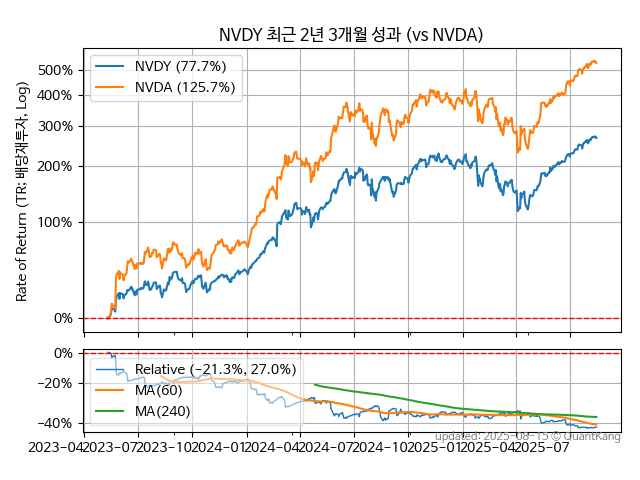 NVDY 최근 2년 3개월 성과 (vs NVDA)
Rate of Return (TR: 배당재투자, Log)
500%
400%
300%
200%
100%
0%
NVDY (77.7%)
NVDA (125.7%)
0%
−20%
−40%
Relative (−21.3%, 27.0%)
MA(60)
MA(240)
2023-04 2023-07 2023-10 2024-01 2024-04 2024-07 2024-10 2025-01 2025-04 2025-07
updated: 2025-08-15 © QuantKang